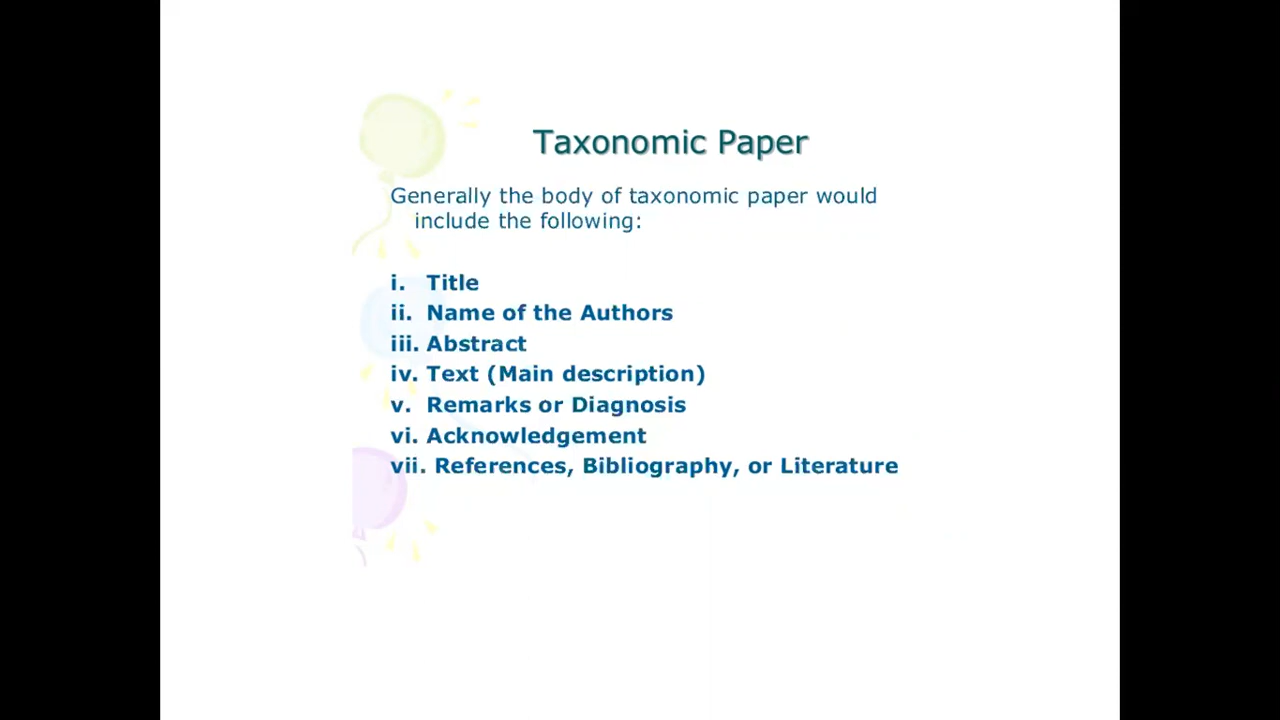 Taxonomic Paper
Generally the body of taxonomic paper would
include the following:
i. Title
ii. Name of the Authors
iii. Abstract
iv. Text (Main description)
v. Remarks or Diagnosis
vi. Acknowledgement
vii. References, Bibliography, or Literature